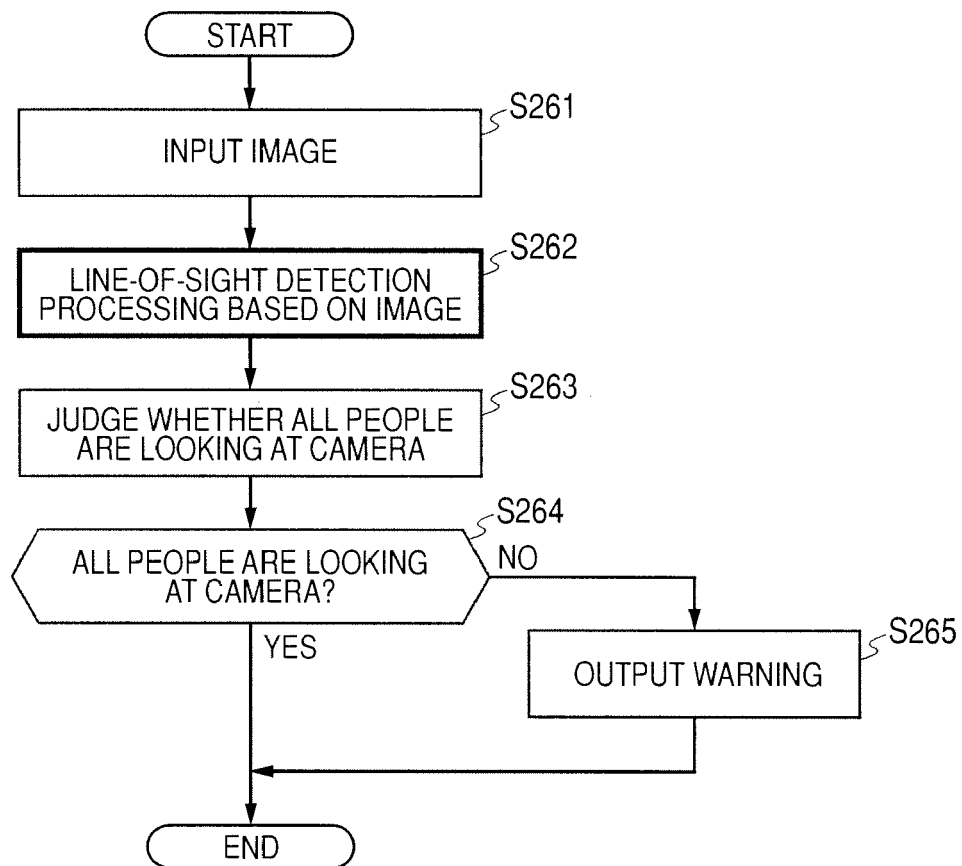 START
S261
INPUT IMAGE
S262
LINE-OF-SIGHT DETECTION
PROCESSING BASED ON IMAGE
S263
JUDGE WHETHER ALL PEOPLE
ARE LOOKING AT CAMERA
S264
ALL PEOPLE ARE LOOKING
AT CAMERA?
NO
YES
S265
OUTPUT WARNING
END